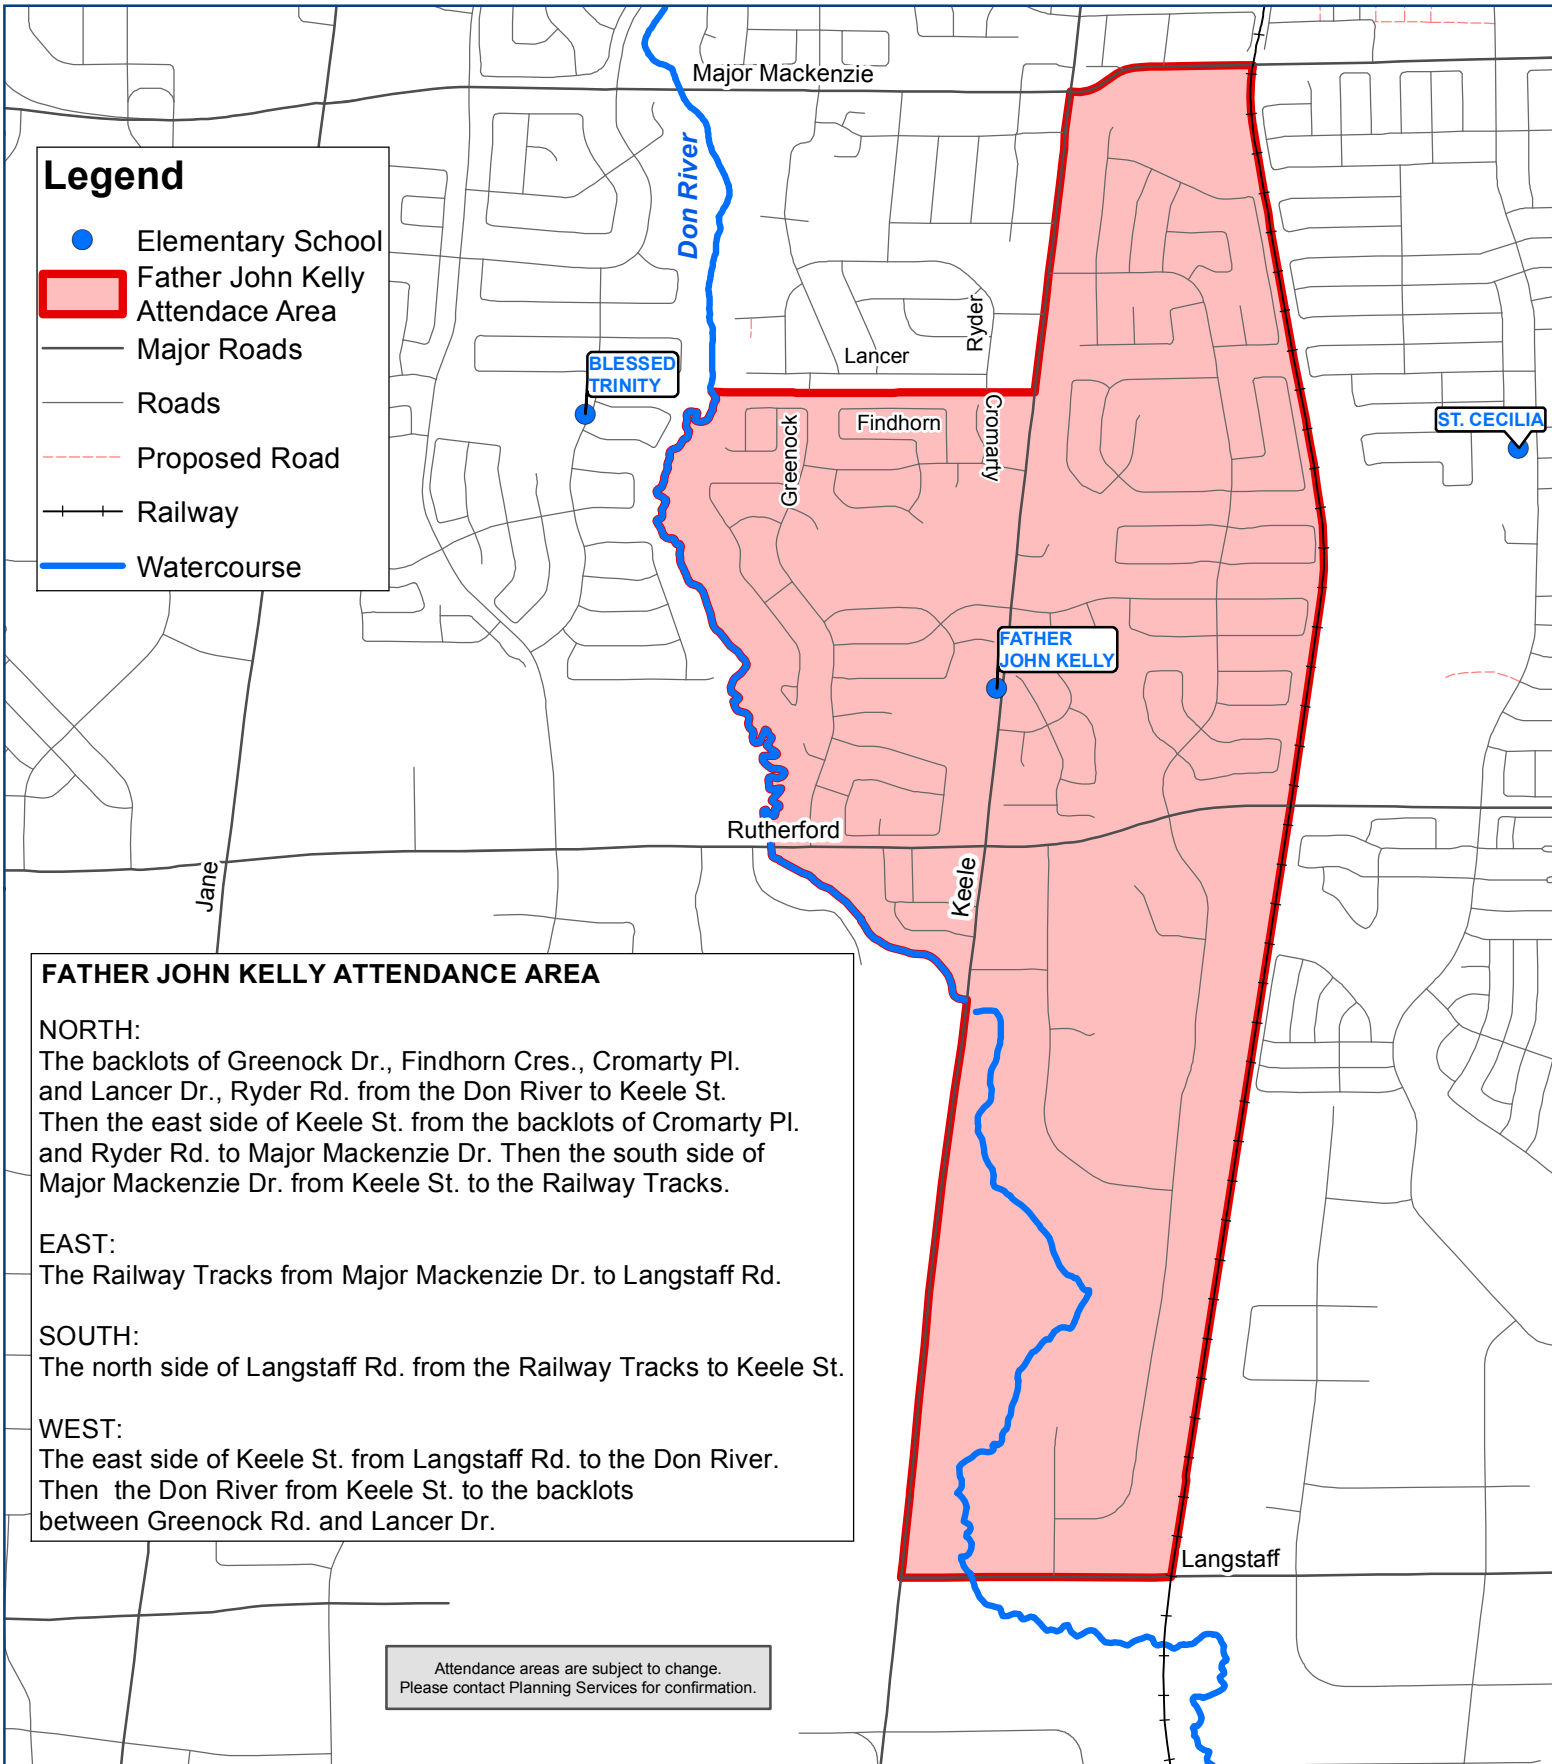 Major Mackenzie
Don River
Legend
Elementary School
Father John Kelly
Attendace Area
Major Roads
Roads
Proposed Road
Railway
Watercourse
Ryder
Lancer
BLESSED
TRINITY
Greenock
Findhorn
Cromarty
ST. CECILIA
FATHER
JOHN KELLY
Rutherford
Jane
Keele
FATHER JOHN KELLY ATTENDANCE AREA
NORTH:
The backlots of Greenock Dr., Findhorn Cres., Cromarty Pl.
and Lancer Dr., Ryder Rd. from the Don River to Keele St.
Then the east side of Keele St. from the backlots of Cromarty Pl.
and Ryder Rd. to Major Mackenzie Dr. Then the south side of
Major Mackenzie Dr. from Keele St. to the Railway Tracks.
EAST:
The Railway Tracks from Major Mackenzie Dr. to Langstaff Rd.
SOUTH:
The north side of Langstaff Rd. from the Railway Tracks to Keele St.
WEST:
The east side of Keele St. from Langstaff Rd. to the Don River.
Then  the Don River from Keele St. to the backlots
between Greenock Rd. and Lancer Dr.
Langstaff
Attendance areas are subject to change.
Please contact Planning Services for confirmation.